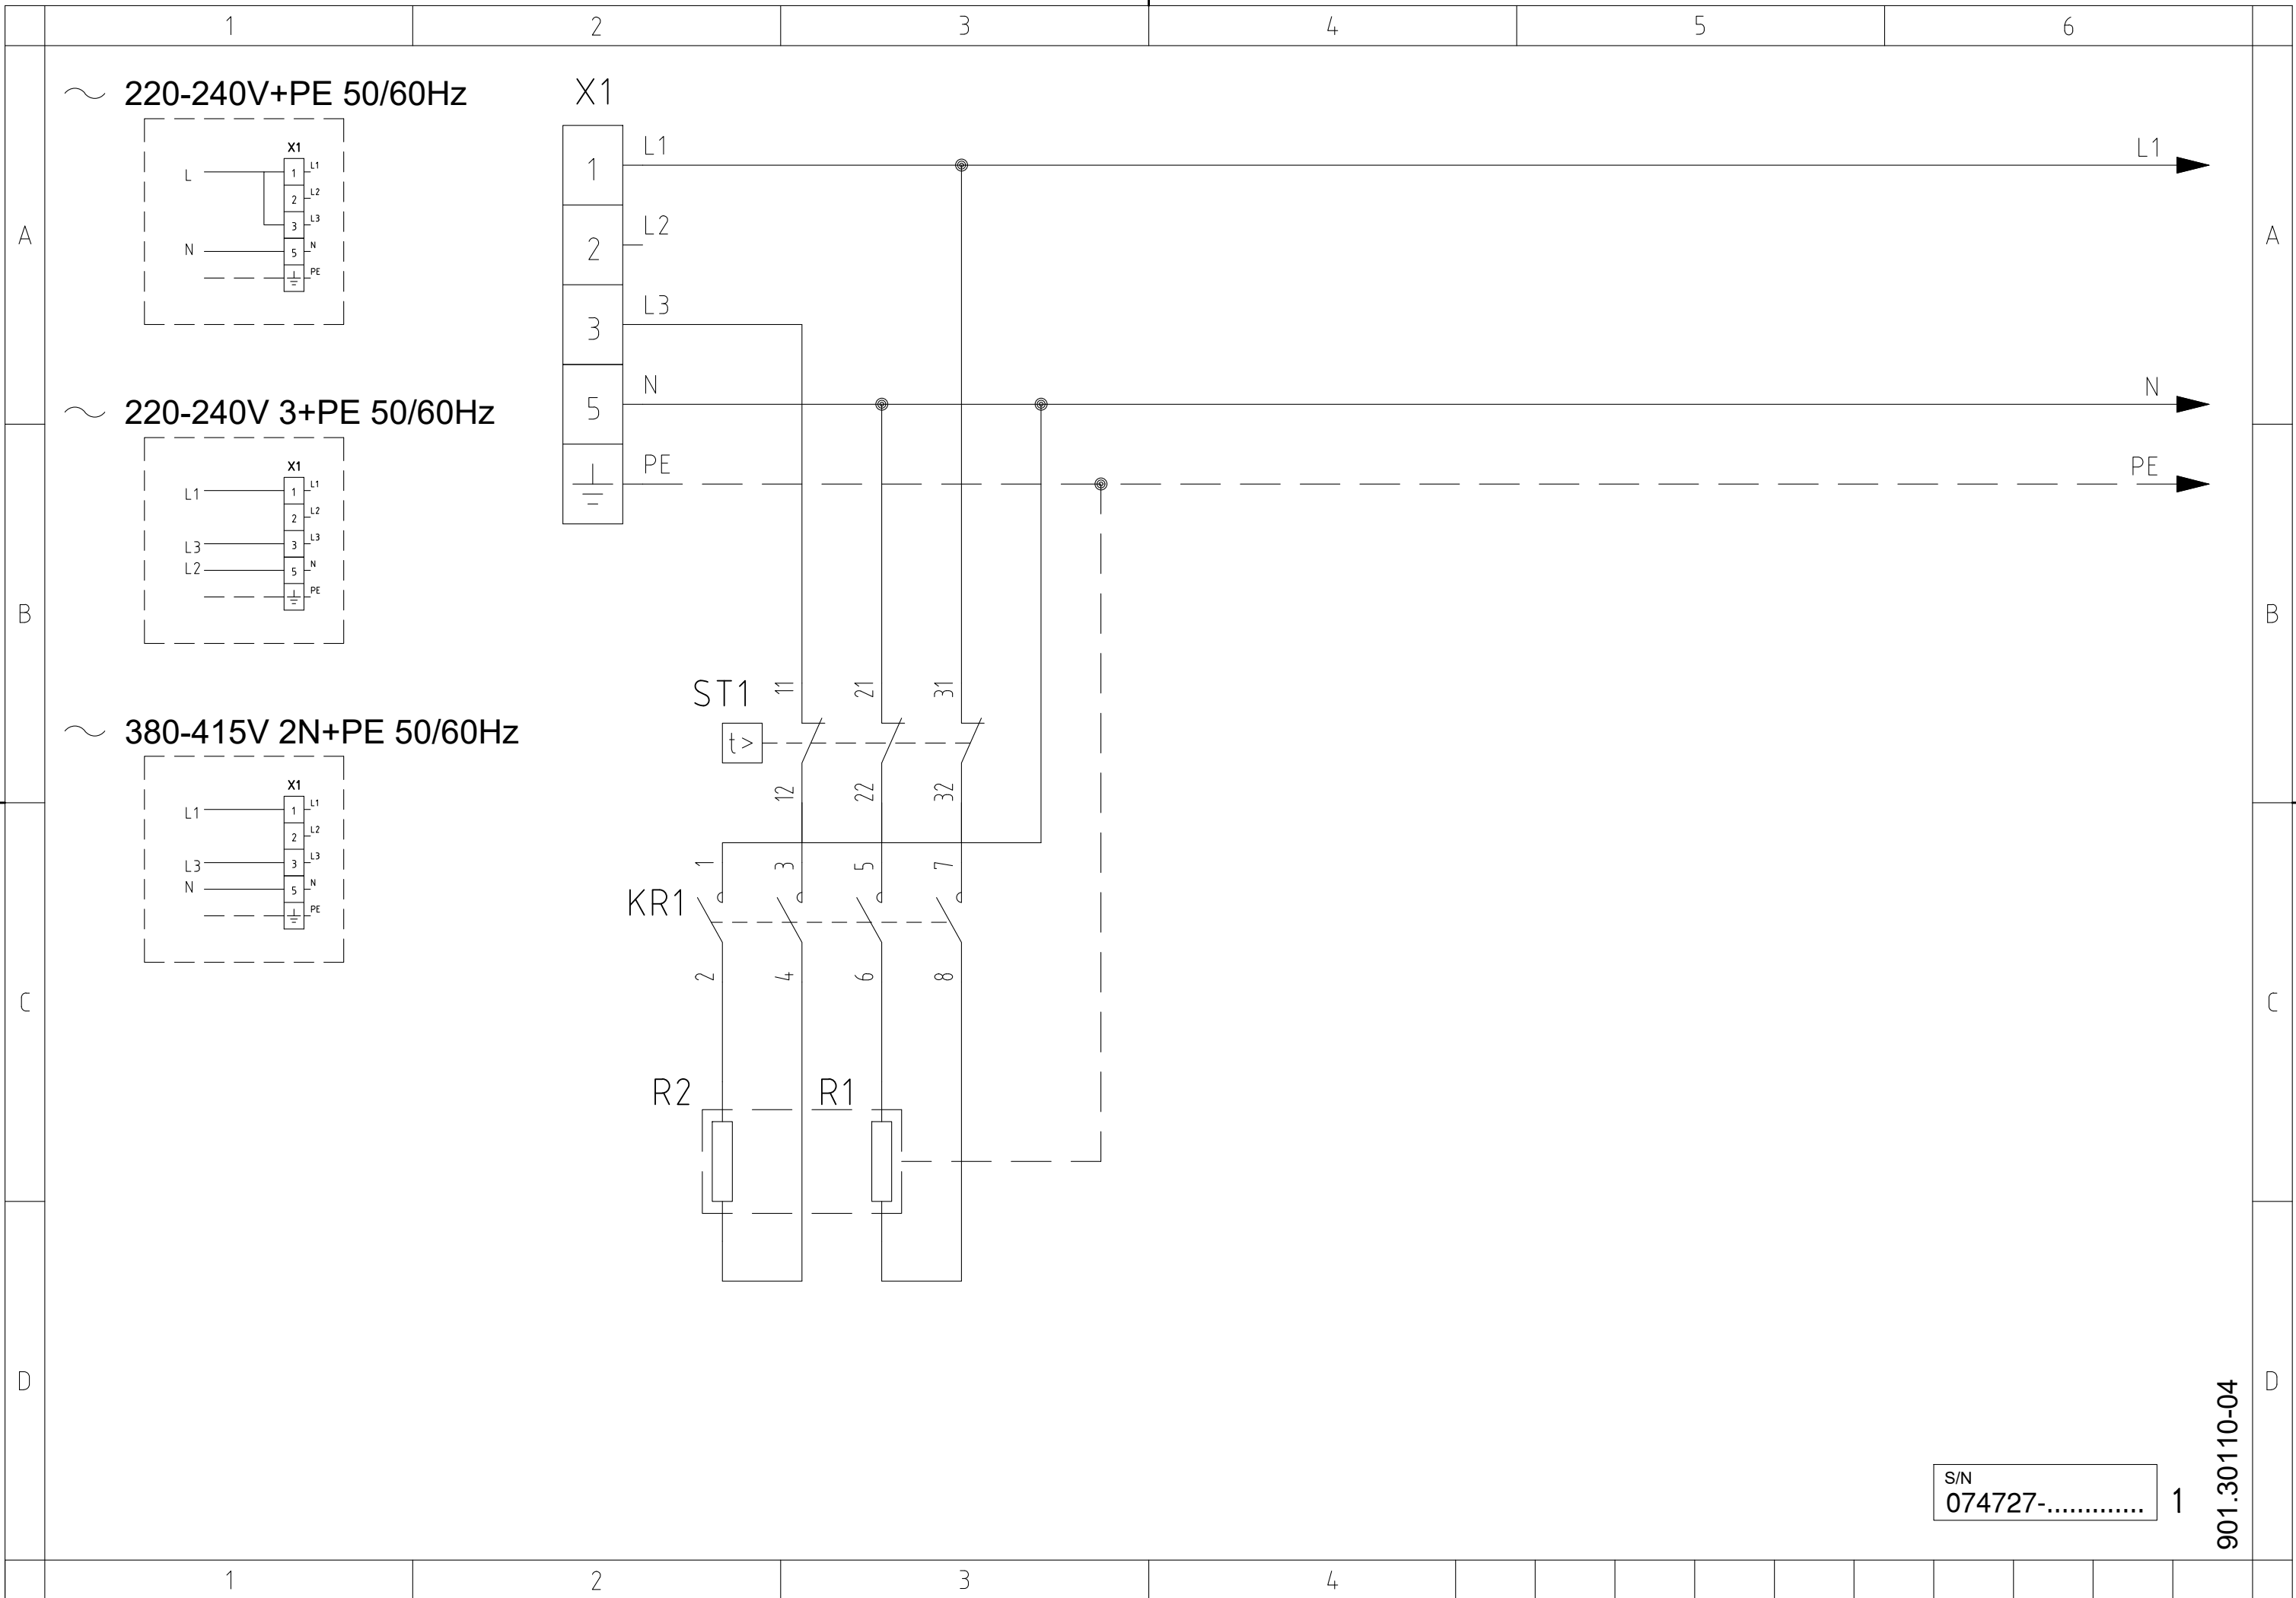 1 2 3 4 5 6
~ 220-240V+PE 50/60Hz
X1
L 1 L1
2 L2
3 L3
N 5 N
PE
~ 220-240V 3+PE 50/60Hz
X1
L1 1 L1
2 L2
L3 3 L3
L2 5 N
PE
~ 380-415V 2N+PE 50/60Hz
X1
L1 1 L1
2 L2
L3 3 L3
N 5 N
PE
X1
1 L1 L1
2 L2
3 L3
5 N N
PE PE
A A
B B
C C
D D
ST1 11 21 31
t>
12 22 32
1 3 5 7
KR1
2 4 6 8
R2 R1
S/N
074727-.............
1
901.30110-04
1 2 3 4